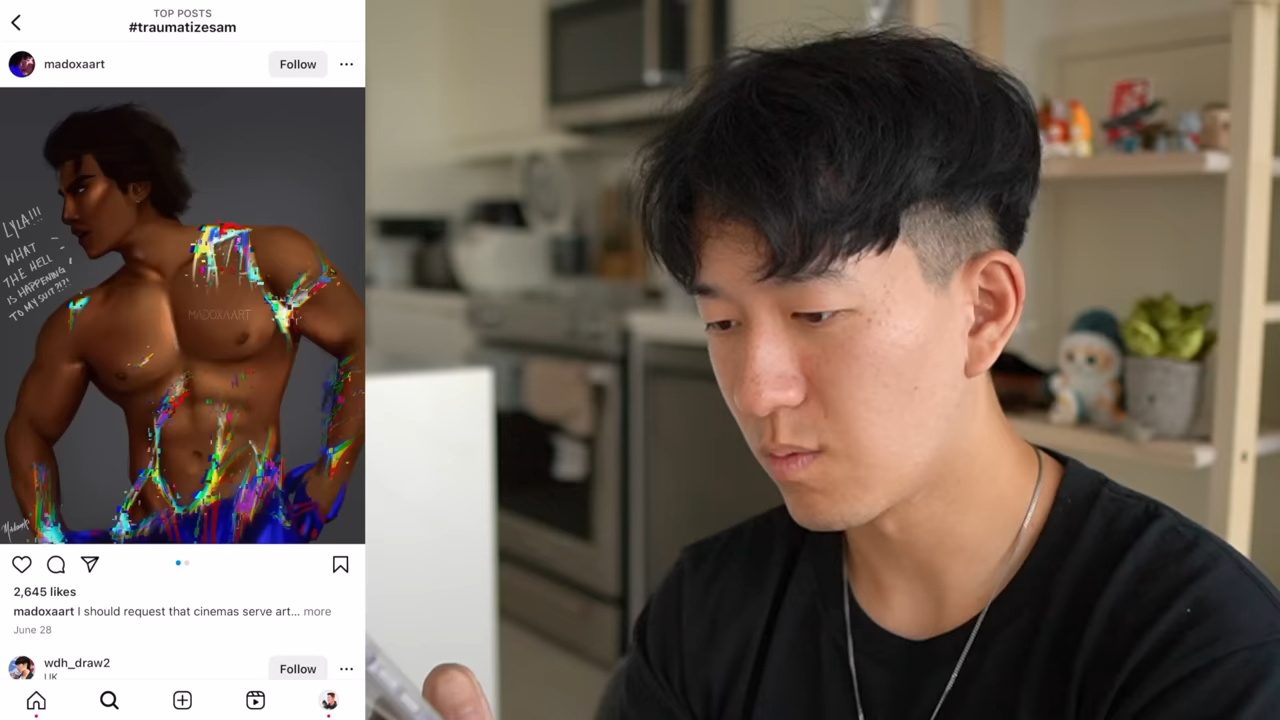 TOP POSTS
#traumatizesam
madoxaart
Follow
LYLA!!!
WHAT
THE HELL
IS HAPPENING
TO MY SUIT?!?!
MADOXAART
2,645 likes
madoxaart I should request that cinemas serve art... more
June 28
wdh_draw2
UK
Follow